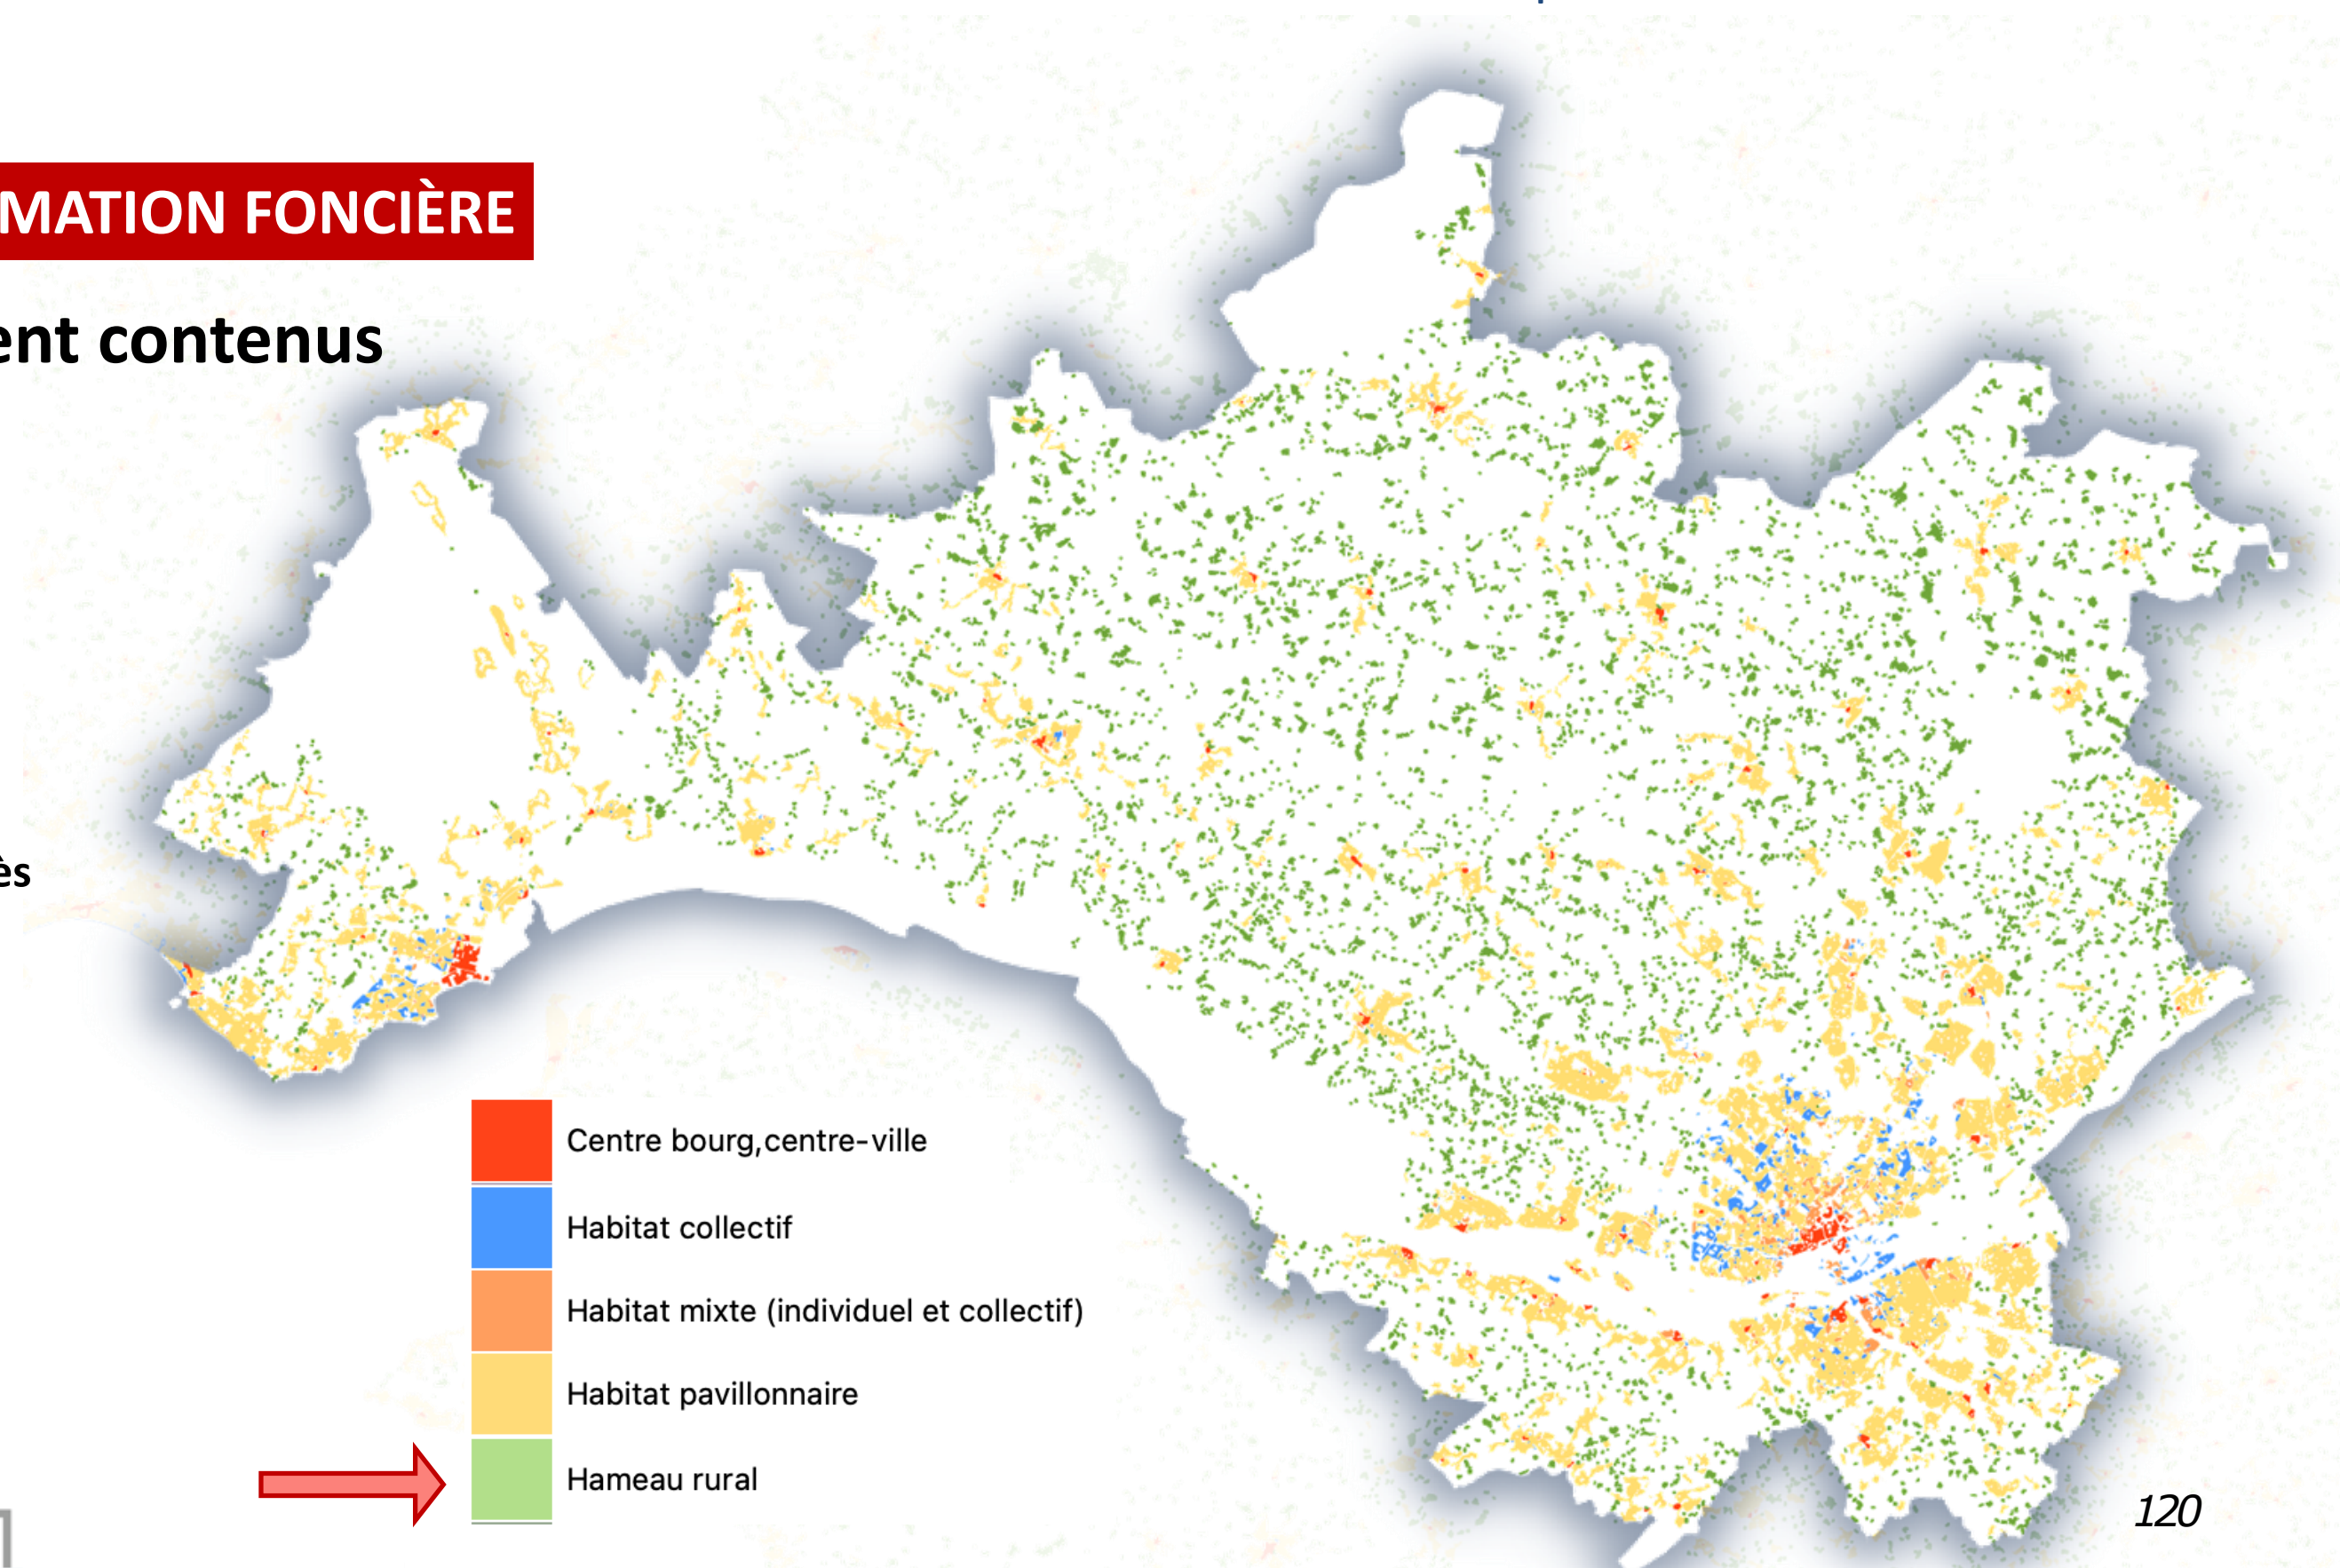 MATION FONCIÈRE
ent contenus
ès
Centre bourg,centre-ville
Habitat collectif
Habitat mixte (individuel et collectif)
Habitat pavillonnaire
Hameau rural
120